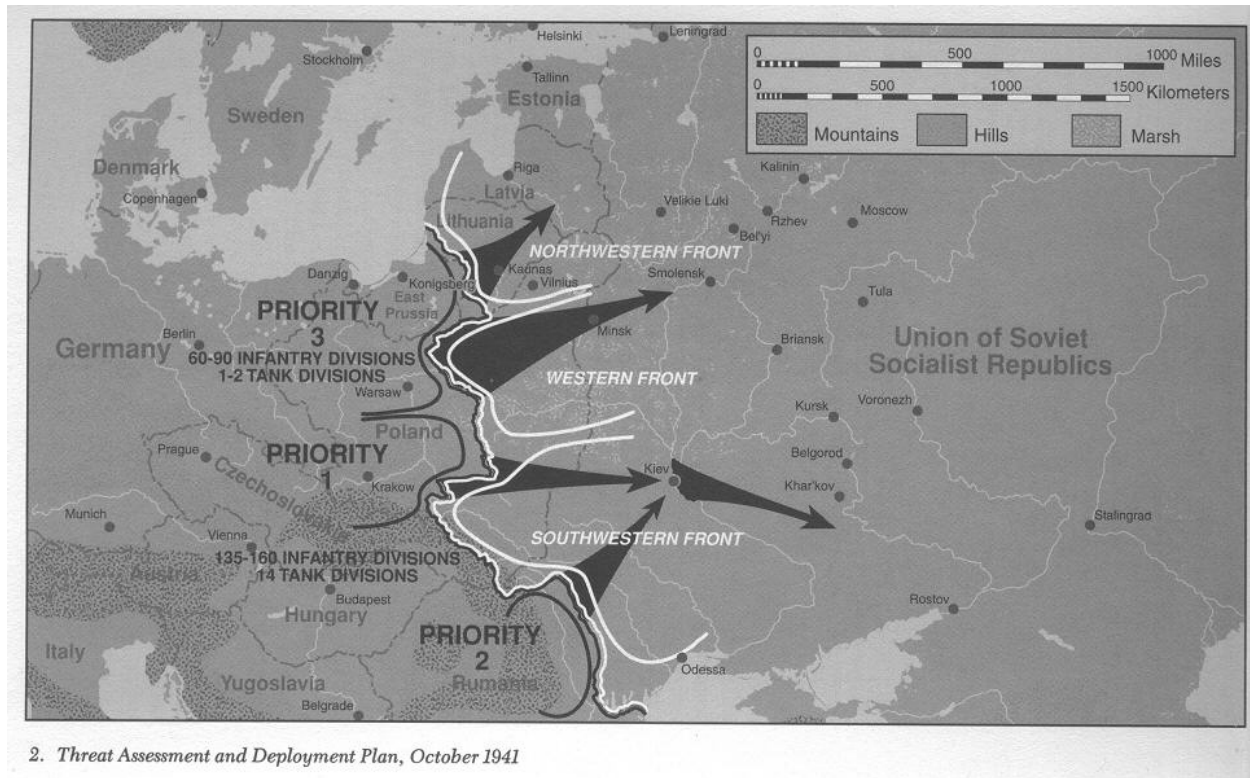 Helsinki
Leningrad
Stockholm
Tallinn
Estonia
Sweden
0 500 1000 Miles
0 500 1000 1500 Kilometers
Mountains Hills Marsh
Denmark
Copenhagen
Riga
Latvia
Lithuania
Kalinin
Velikie Luki
Rzhev
Moscow
Bel'yi
NORTHWESTERN FRONT
Danzig
Konigsberg
Kaunas
Vilnius
Smolensk
East
Prussia
Tula
PRIORITY
3
60-90 INFANTRY DIVISIONS
1-2 TANK DIVISIONS
Berlin
Germany
Minsk
Briansk
Union of Soviet
Socialist Republics
Warsaw
WESTERN FRONT
Kursk
Voronezh
Poland
Prague
PRIORITY
1
Czechoslovakia
Krakow
Kiev
Belgorod
Khar'kov
Munich
Vienna
Stalingrad
SOUTHWESTERN FRONT
135-160 INFANTRY DIVISIONS
14 TANK DIVISIONS
Austria
Budapest
Hungary
Rostov
PRIORITY
2
Italy
Yugoslavia
Rumania
Odessa
Belgrade
2. Threat Assessment and Deployment Plan, October 1941